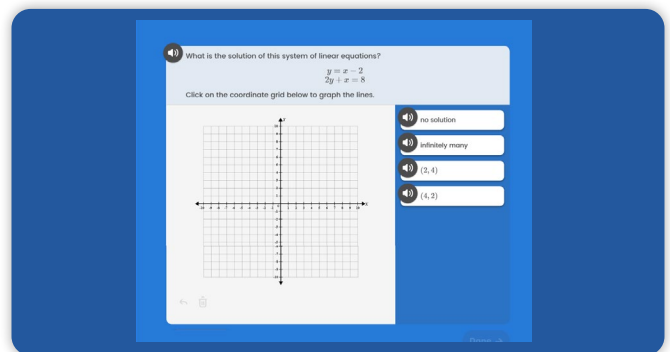 What is the solution of this system of linear equations?
y = x − 2
2y + x = 8
Click on the coordinate grid below to graph the lines.
no solution
infinitely many
(2, 4)
(4, 2)
y
x
Done